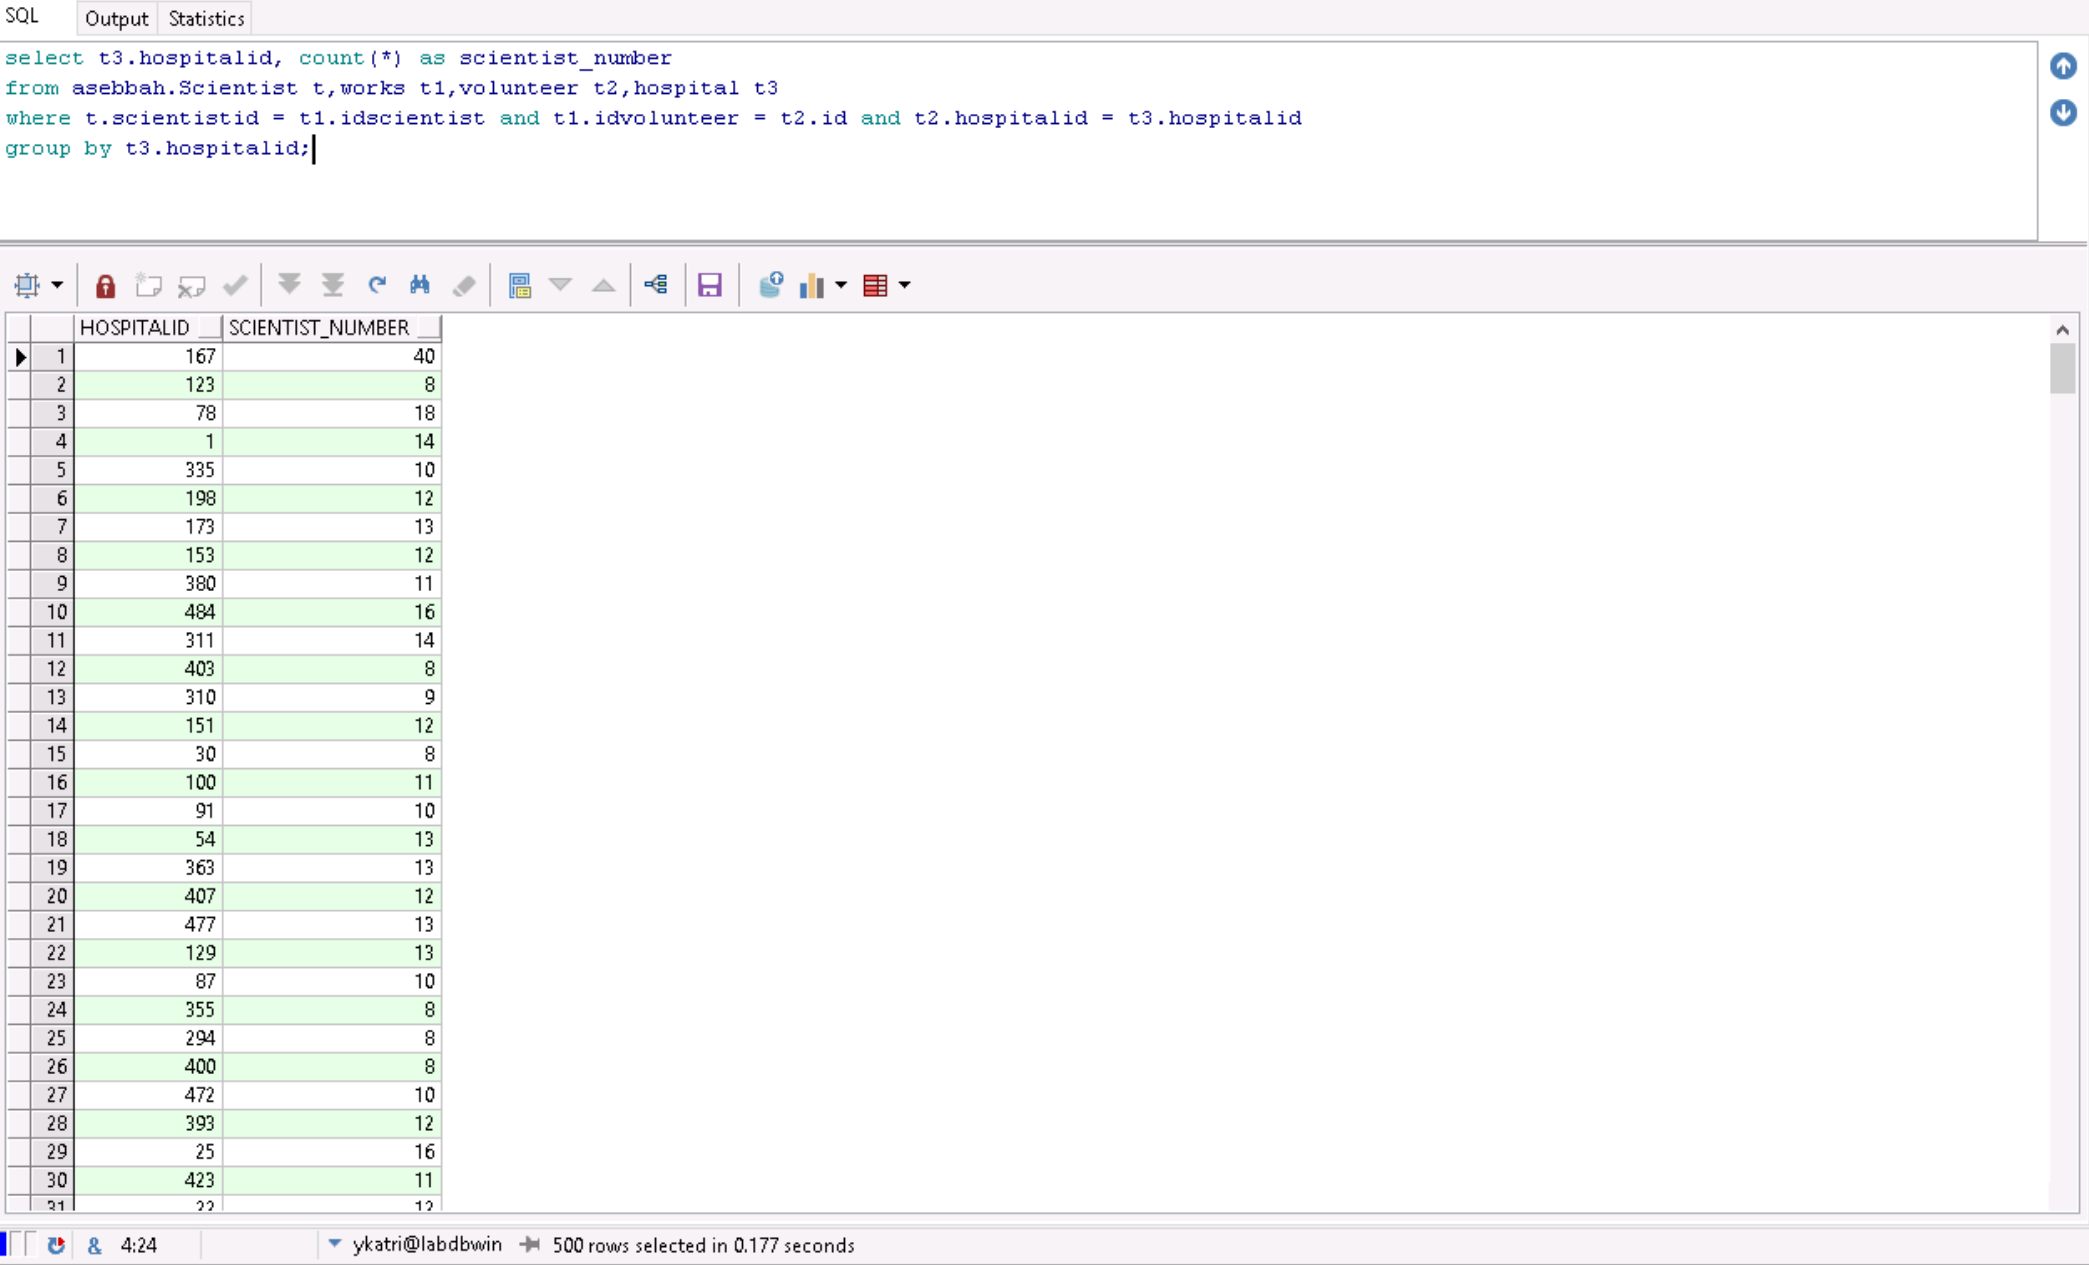 SQL Output Statistics
select t3.hospitalid, count(*) as scientist_number
from asebbah.Scientist t,works t1,volunteer t2,hospital t3
where t.scientistid = t1.idscientist and t1.idvolunteer = t2.id and t2.hospitalid = t3.hospitalid
group by t3.hospitalid;
HOSPITALID SCIENTIST_NUMBER
1 167 40
2 123 8
3 78 18
4 1 14
5 335 10
6 198 12
7 173 13
8 153 12
9 380 11
10 484 16
11 311 14
12 403 8
13 310 9
14 151 12
15 30 8
16 100 11
17 91 10
18 54 13
19 363 13
20 407 12
21 477 13
22 129 13
23 87 10
24 355 8
25 294 8
26 400 8
27 472 10
28 393 12
29 25 16
30 423 11
31 22 12
& 4:24 ykatri@labdbwin 500 rows selected in 0.177 seconds